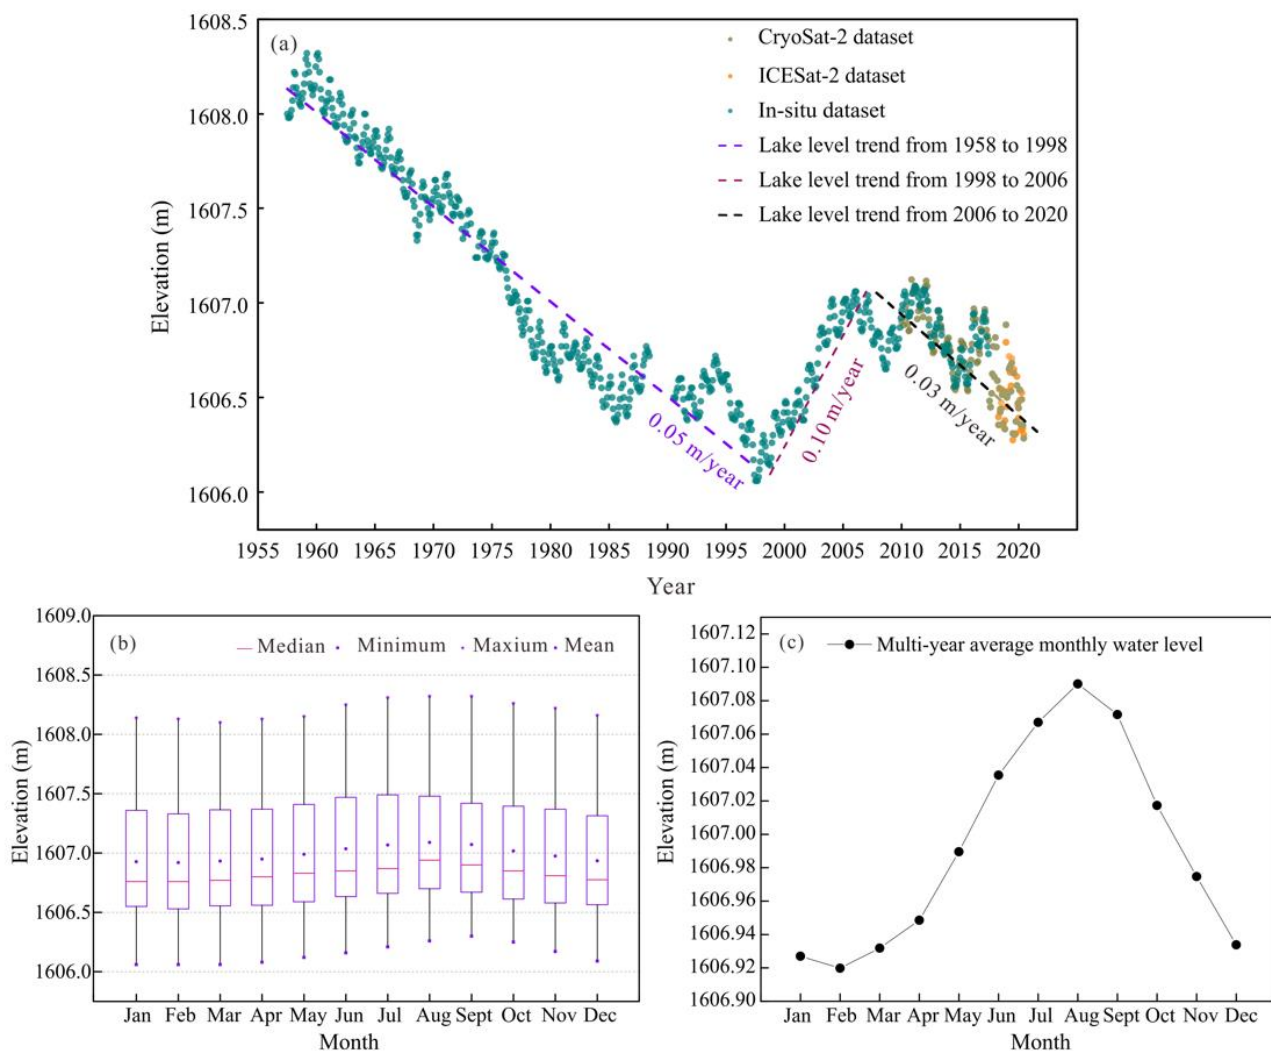 (a)
CryoSat-2 dataset
ICESat-2 dataset
In-situ dataset
Lake level trend from 1958 to 1998
Lake level trend from 1998 to 2006
Lake level trend from 2006 to 2020
1608.5
1608.0
1607.5
1607.0
1606.5
1606.0
Elevation (m)
0.05 m/year
0.10 m/year
0.03 m/year
1955 1960 1965 1970 1975 1980 1985 1990 1995 2000 2005 2010 2015 2020
Year
(b)
Median Minimum Maxium Mean
1609.0
1608.5
1608.0
1607.5
1607.0
1606.5
1606.0
Elevation (m)
Jan Feb Mar Apr May Jun Jul Aug Sept Oct Nov Dec
Month
(c)
Multi-year average monthly water level
1607.12
1607.10
1607.08
1607.06
1607.04
1607.02
1607.00
1606.98
1606.96
1606.94
1606.92
1606.90
Elevation (m)
Jan Feb Mar Apr May Jun Jul Aug Sept Oct Nov Dec
Month